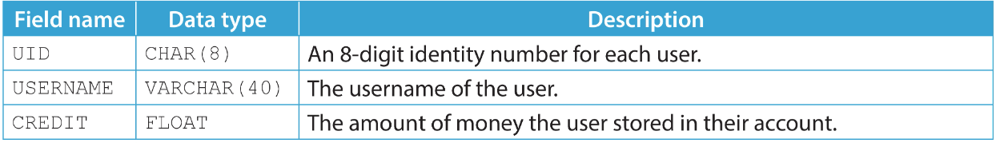 Field name Data type Description
UID CHAR(8) An 8-digit identity number for each user.
USERNAME VARCHAR(40) The username of the user.
CREDIT FLOAT The amount of money the user stored in their account.